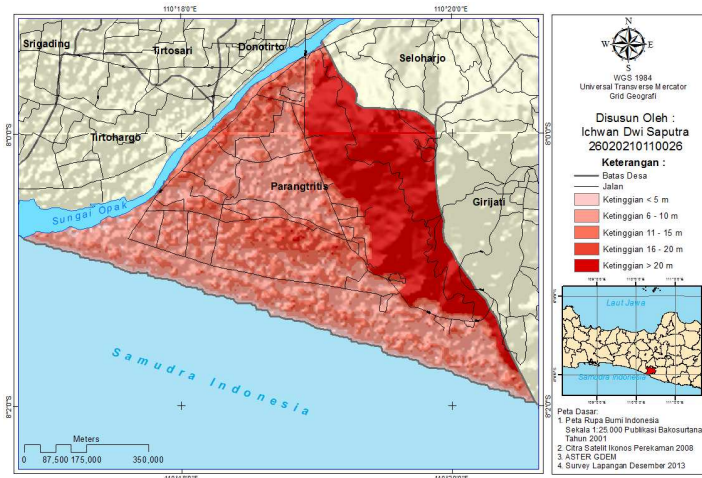 110°18'0"E
110°20'0"E
Srigading
Tirtosari
Donotirto
Seloharjo
8°0'0"S
8°0'0"S
Tirtohargo
Parangtritis
Girijati
Sungai Opak
Samudra Indonesia
8°2'0"S
8°2'0"S
Meters
0 87,500 175,000 350,000
110°20'0"E
N
W E
S
WGS 1984
Universal Transverse Mercator
Grid Geografi
Disusun Oleh :
Ichwan Dwi Saputra
26020210110026
Keterangan :
Batas Desa
Jalan
Ketinggian < 5 m
Ketinggian 6 - 10 m
Ketinggian 11 - 15 m
Ketinggian 16 - 20 m
Ketinggian > 20 m
Laut Jawa
Samudra Indonesia
Peta Dasar:
1. Peta Rupa Bumi Indonesia
Sekala 1:25.000 Publikasi Bakosurtanal
Tahun 2001
2. Citra Satelit Ikonos Perekaman 2008
3. ASTER GDEM
4. Survey Lapangan Desember 2013